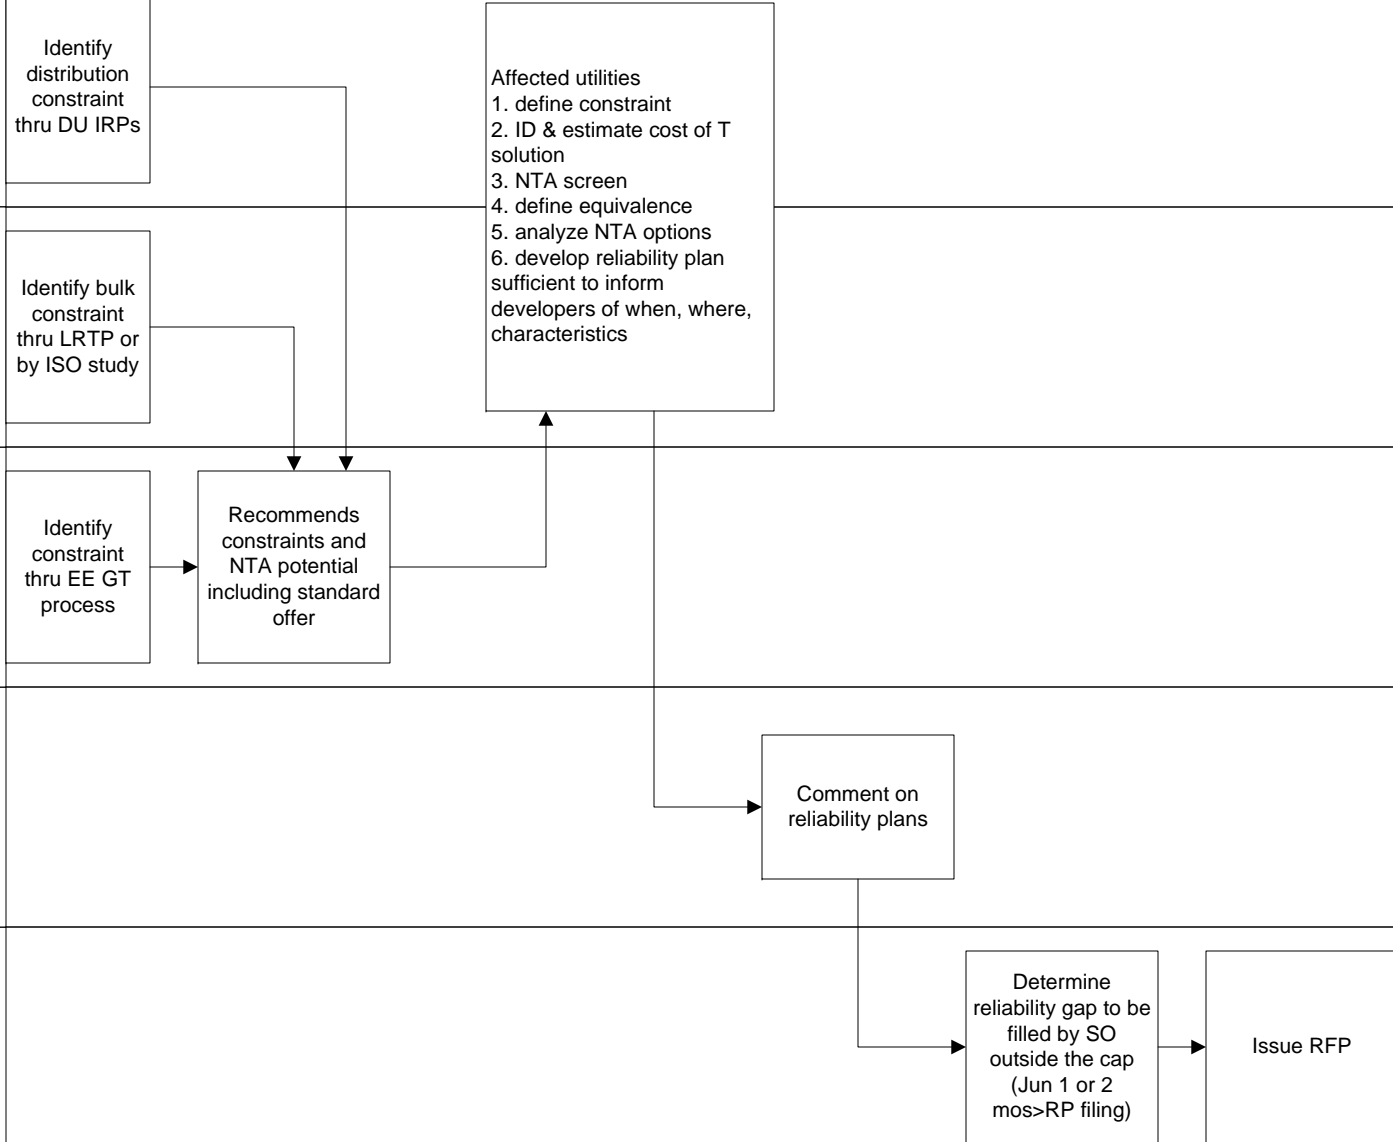 Identify
distribution
constraint
thru DU IRPs
Affected utilities
1. define constraint
2. ID & estimate cost of T
solution
3. NTA screen
4. define equivalence
5. analyze NTA options
6. develop reliability plan
sufficient to inform
developers of when, where,
characteristics
Identify bulk
constraint
thru LRTP or
by ISO study
Identify
constraint
thru EE GT
process
Recommends
constraints and
NTA potential
including standard
offer
Comment on
reliability plans
Determine
reliability gap to be
filled by SO
outside the cap
(Jun 1 or 2
mos>RP filing)
Issue RFP